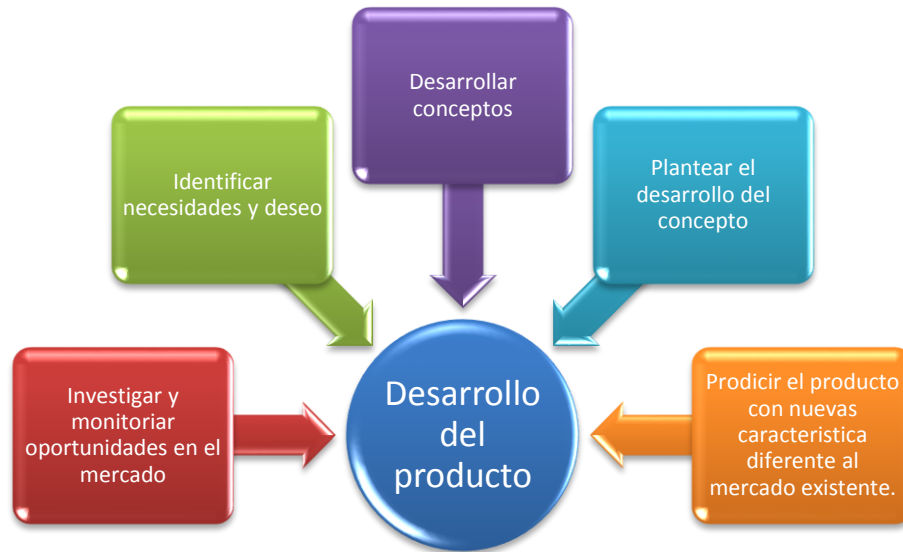 Desarrollar
conceptos
Identificar
necesidades y deseo
Plantear el
desarrollo del
concepto
Investigar y
monitoriar
oportunidades en el
mercado
Desarrollo
del
producto
Prodicir el producto
con nuevas
caracteristica
diferente al
mercado existente.